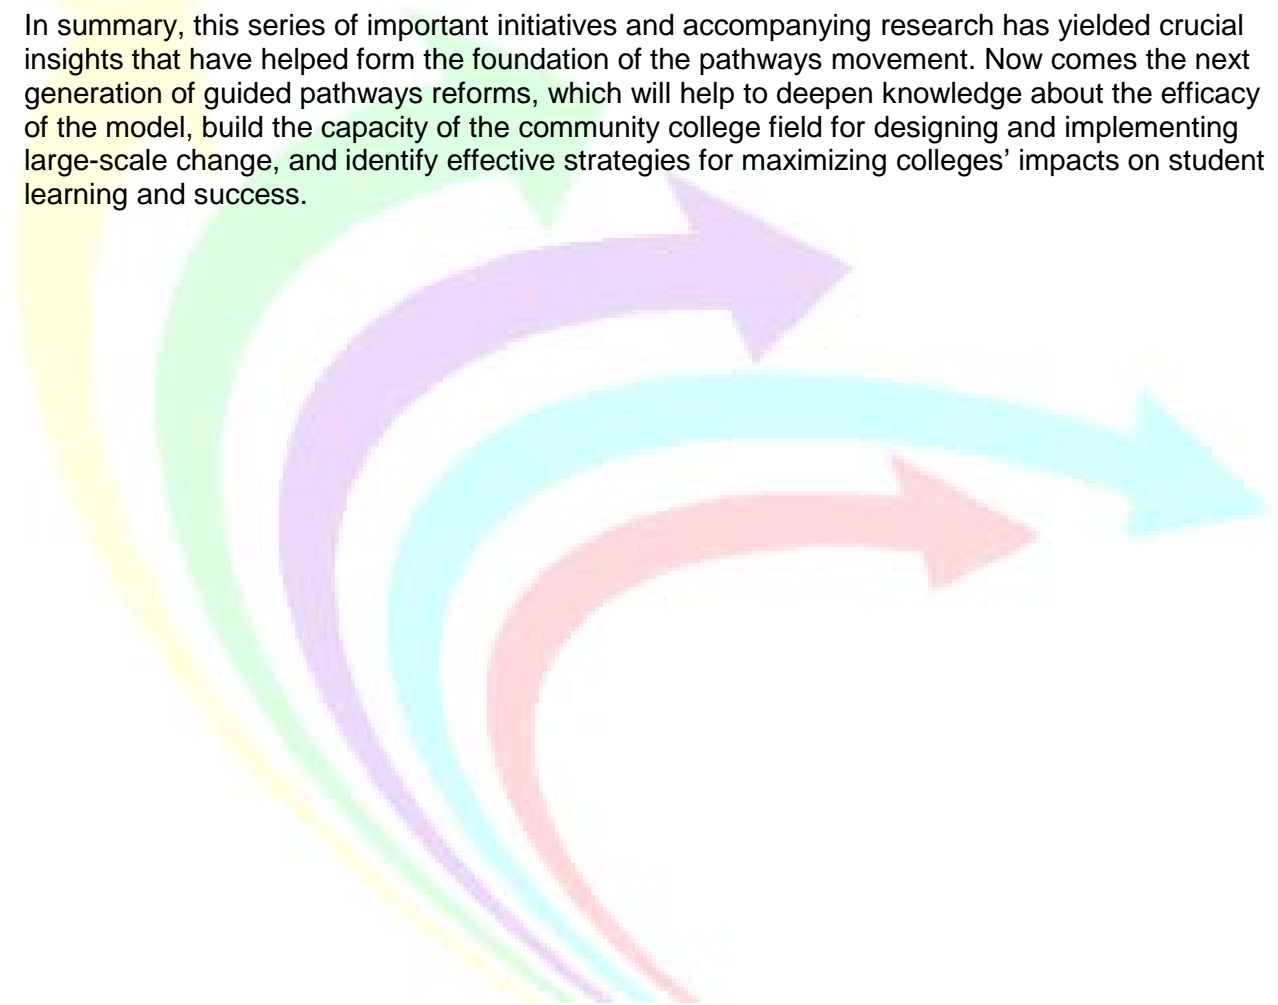 In summary, this series of important initiatives and accompanying research has yielded crucial
insights that have helped form the foundation of the pathways movement. Now comes the next
generation of guided pathways reforms, which will help to deepen knowledge about the efficacy
of the model, build the capacity of the community college field for designing and implementing
large-scale change, and identify effective strategies for maximizing colleges’ impacts on student
learning and success.